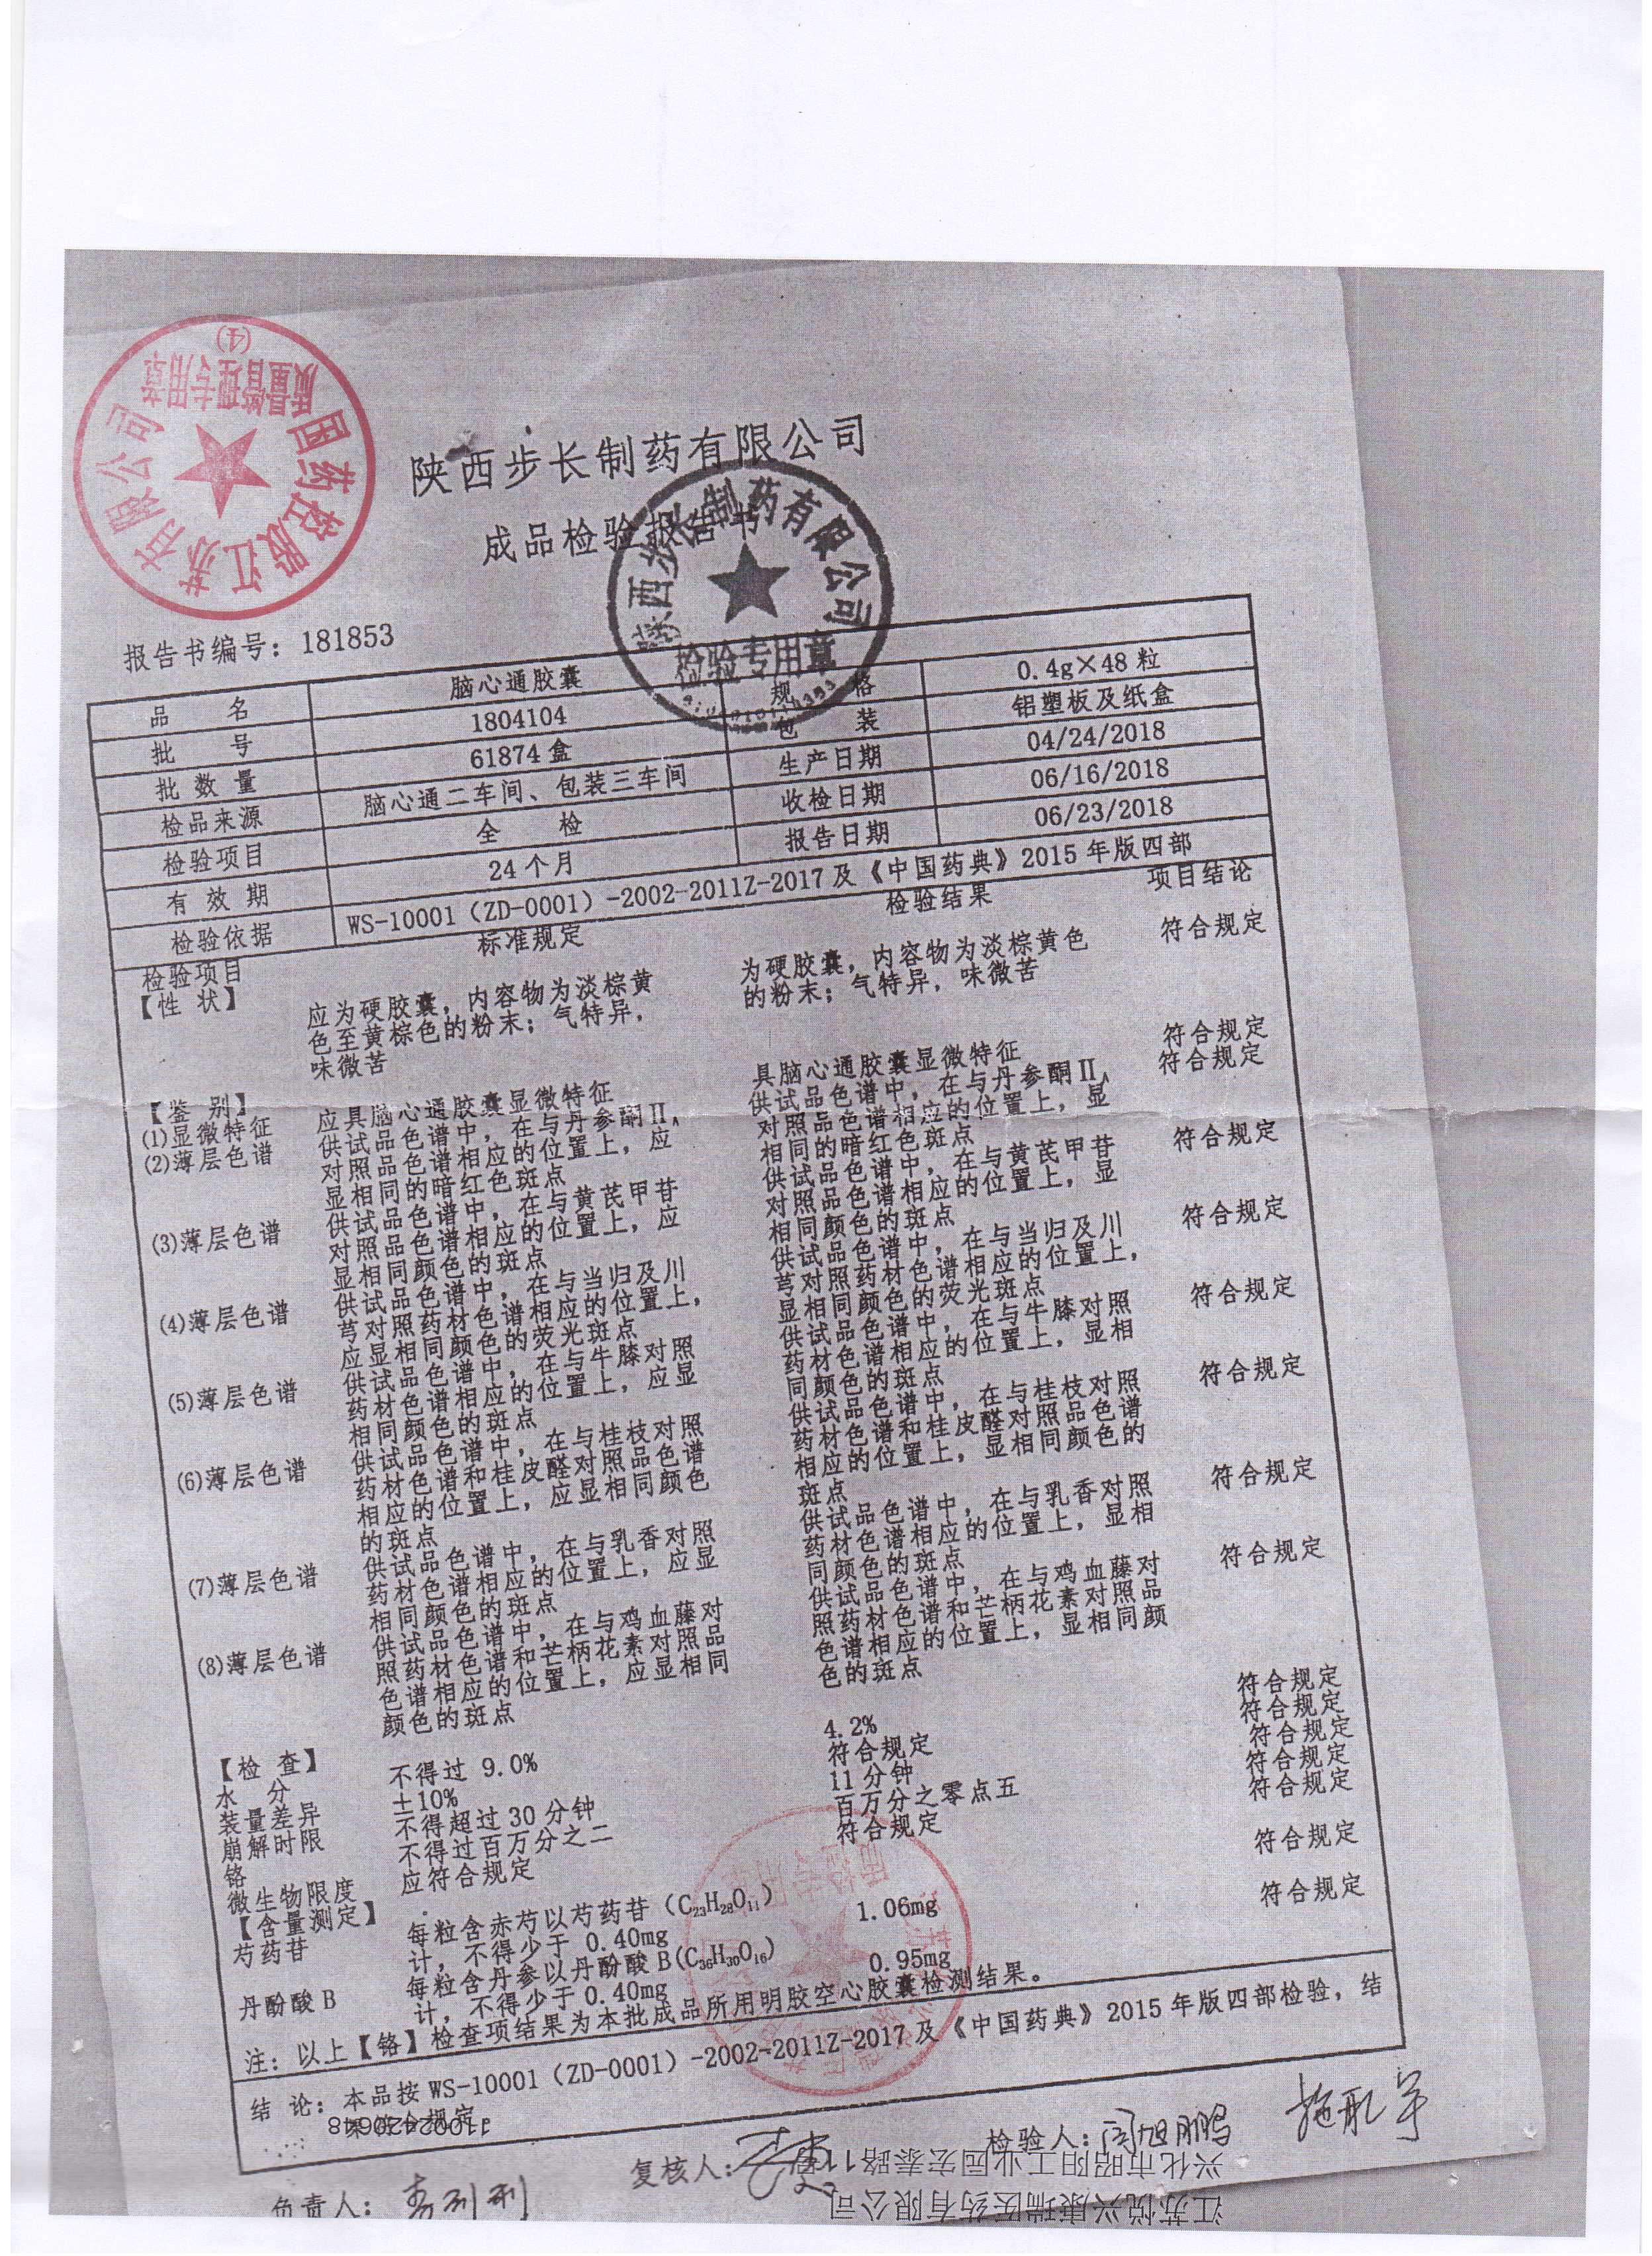 国药控股江苏有限公司
质量管理专用章
(4)
陕西步长制药有限公司
成品检验报告书
陕西步长制药有限公司
检验专用章
报告书编号：181853
品 名 脑心通胶囊 规 格 0.4g×48粒
批 号 1804104 包 装 铝塑板及纸盒
批 数 量 61874盒 生产日期 04/24/2018
检品来源 脑心通二车间、包装三车间 收检日期 06/16/2018
检验项目 全 检 报告日期 06/23/2018
有 效 期 24个月
检验依据 WS-10001（ZD-0001）-2002-2011Z-2017及《中国药典》2015年版四部
检验项目 标准规定 检验结果 项目结论
【性 状】 应为硬胶囊，内容物为淡棕黄 为硬胶囊，内容物为淡棕黄色 符合规定
色至黄棕色的粉末；气特异， 的粉末；气特异，味微苦
味微苦
【鉴 别】
(1)显微特征 应具脑心通胶囊显微特征 具脑心通胶囊显微特征 符合规定
(2)薄层色谱 供试品色谱中，在与丹参酮ⅡA 供试品色谱中，在与丹参酮ⅡA 符合规定
对照品色谱相应的位置上，应 对照品色谱相应的位置上，显
显相同的暗红色斑点 相同的暗红色斑点
(3)薄层色谱 供试品色谱中，在与黄芪甲苷 供试品色谱中，在与黄芪甲苷 符合规定
对照品色谱相应的位置上，应 对照品色谱相应的位置上，显
显相同颜色的斑点 相同颜色的斑点
(4)薄层色谱 供试品色谱中，在与当归及川 供试品色谱中，在与当归及川 符合规定
芎对照药材色谱相应的位置上， 芎对照药材色谱相应的位置上，
应显相同颜色的荧光斑点 显相同颜色的荧光斑点
(5)薄层色谱 供试品色谱中，在与牛膝对照 供试品色谱中，在与牛膝对照 符合规定
药材色谱相应的位置上，应显 药材色谱相应的位置上，显相
相同颜色的斑点 同颜色的斑点
(6)薄层色谱 供试品色谱中，在与桂枝对照 供试品色谱中，在与桂枝对照 符合规定
药材色谱和桂皮醛对照品色谱 药材色谱和桂皮醛对照品色谱
相应的位置上，应显相同颜色 相应的位置上，显相同颜色的
的斑点 斑点
(7)薄层色谱 供试品色谱中，在与乳香对照 供试品色谱中，在与乳香对照 符合规定
药材色谱相应的位置上，应显 药材色谱相应的位置上，显相
相同颜色的斑点 同颜色的斑点
(8)薄层色谱 供试品色谱中，在与鸡血藤对 供试品色谱中，在与鸡血藤对 符合规定
照药材色谱和芒柄花素对照品 照药材色谱和芒柄花素对照品
色谱相应的位置上，应显相同 色谱相应的位置上，显相同颜
颜色的斑点 色的斑点
【检 查】
水 分 不得过 9.0% 4.2% 符合规定
装量差异 ±10% 符合规定 符合规定
崩解时限 不得超过30分钟 11分钟 符合规定
铬 不得过百万分之二 百万分之零点五 符合规定
微生物限度 应符合规定 符合规定 符合规定
【含量测定】
芍药苷 每粒含赤芍以芍药苷（C23H28O11） 1.06mg 符合规定
计，不得少于 0.40mg
丹酚酸B 每粒含丹参以丹酚酸B(C36H30O16) 0.95mg 符合规定
计，不得少于0.40mg
注：以上【铬】检查项结果为本批成品所用明胶空心胶囊检测结果。
结 论：本品按WS-10001（ZD-0001）-2002-2011Z-2017及《中国药典》2015年版四部检验，结
果符合规定
110024220648
负责人： 复核人： 检验人：闫旭鹏
兴化市昭阳工业园宏泰路11号
江苏悦兴康瑞医药有限公司